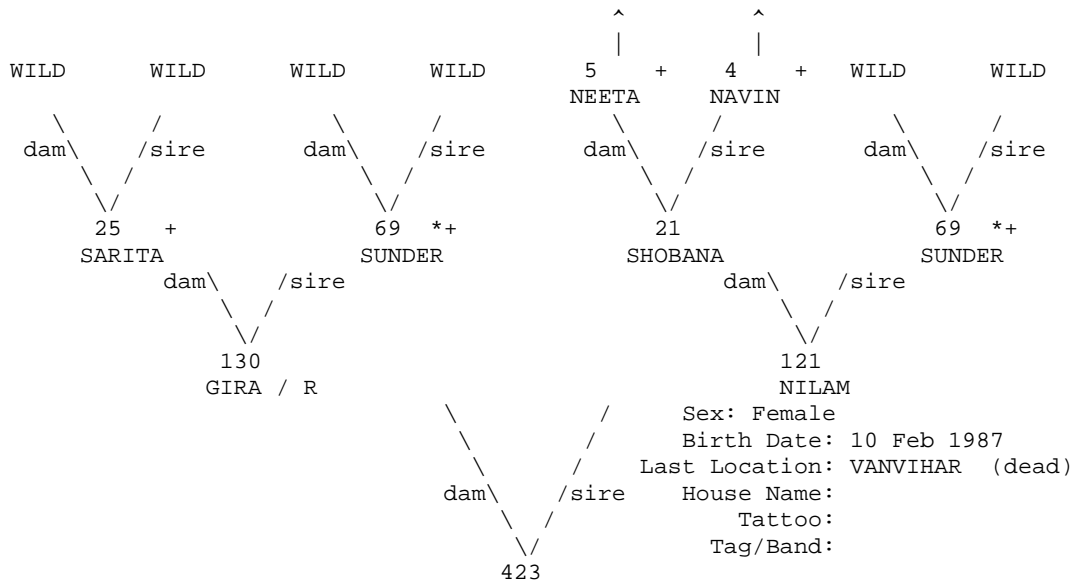 ^ ^
| |
WILD WILD WILD WILD 5 + 4 + WILD WILD
NEETA NAVIN
\ / \ / \ / \ /
dam\ /sire dam\ /sire dam\ /sire dam\ /sire
\ / \ / \ / \ /
\/ \/ \/ \/
25 + 69 *+ 21 69 *+
SARITA SUNDER SHOBANA SUNDER
dam\ /sire dam\ /sire
\ / \ /
\/ \/
130 121
GIRA / R NILAM
\ / Sex: Female
\ / Birth Date: 10 Feb 1987
\ / Last Location: VANVIHAR (dead)
dam\ /sire House Name:
\ / Tattoo:
\/ Tag/Band:
423